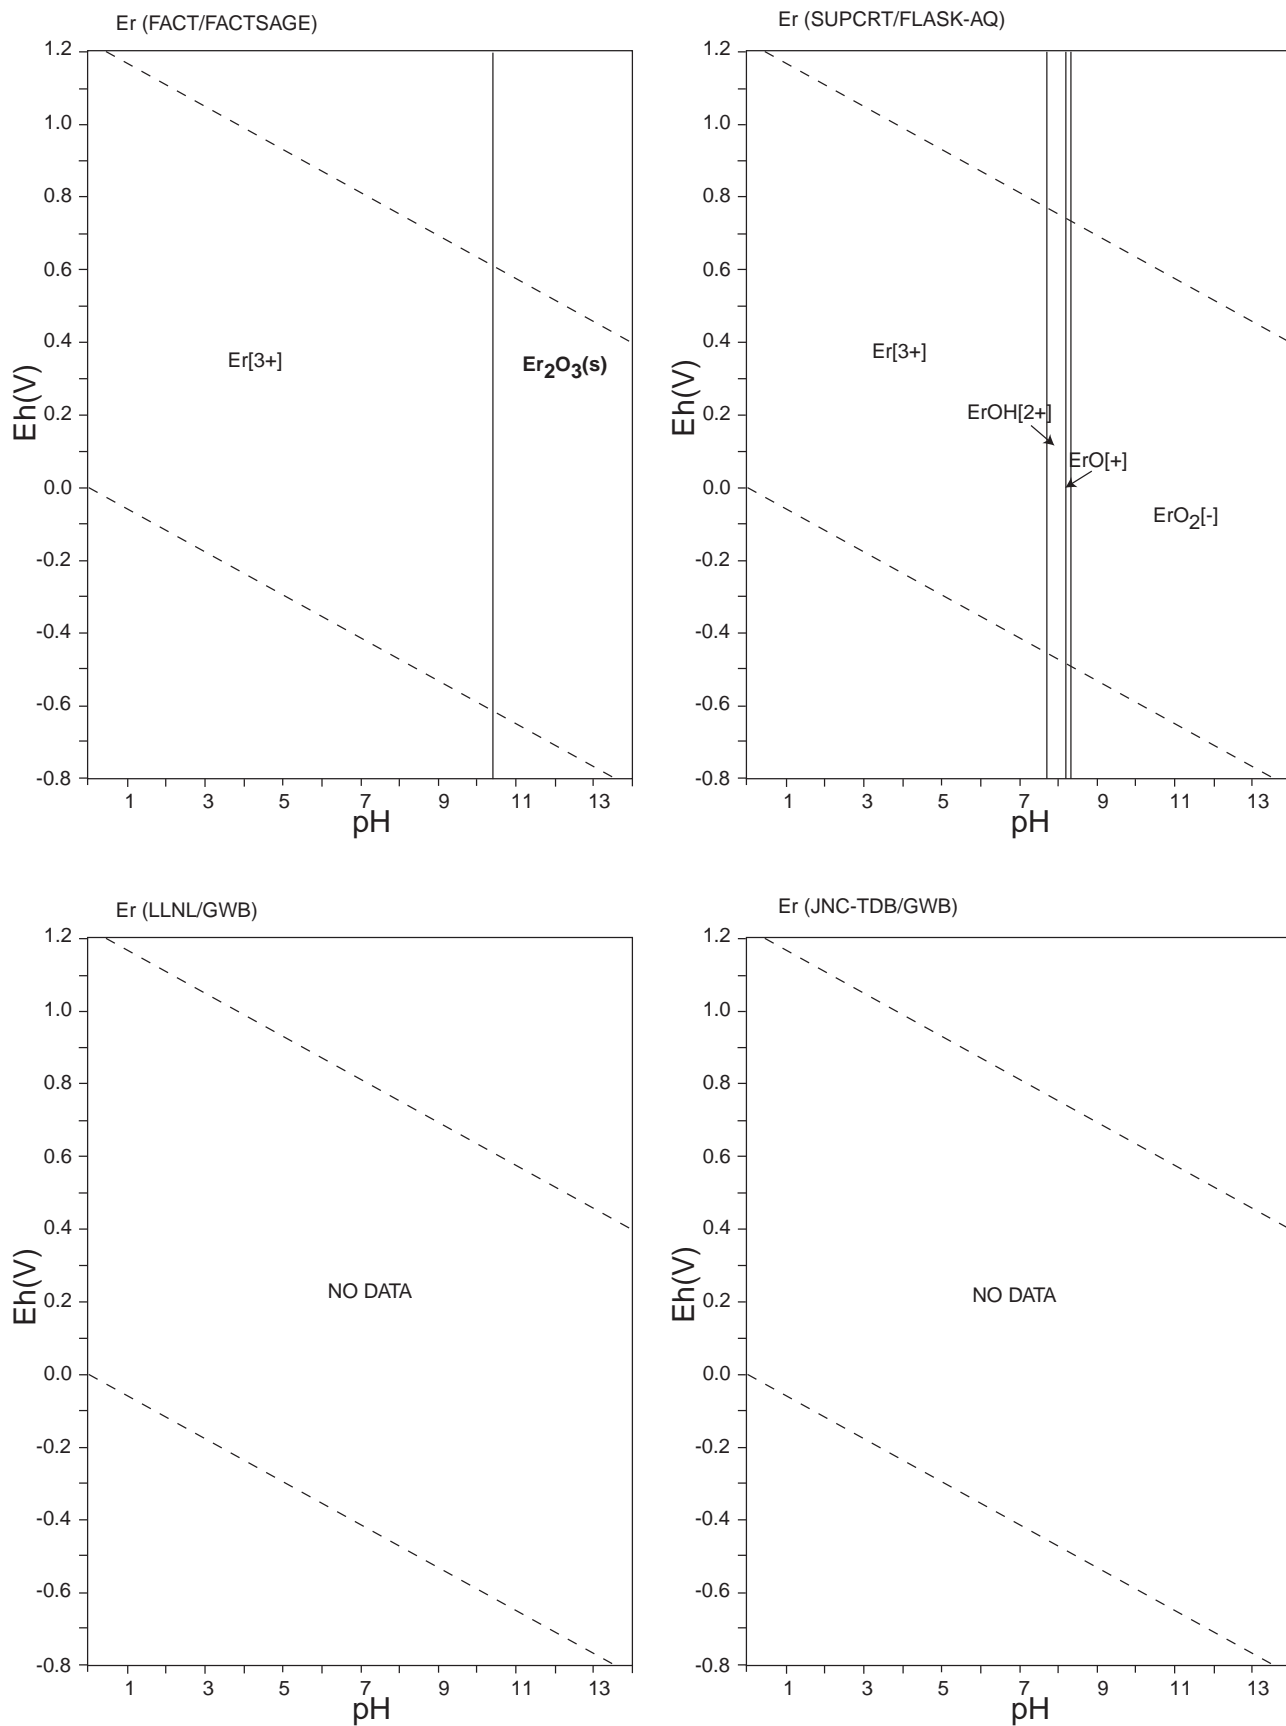 Er (FACT/FACTSAGE)
1.2
1.0
0.8
0.6
0.4
0.2
0.0
-0.2
-0.4
-0.6
-0.8
Eh(V)
Er[3+]
Er2O3(s)
1 3 5 7 9 11 13
pH
Er (SUPCRT/FLASK-AQ)
1.2
1.0
0.8
0.6
0.4
0.2
0.0
-0.2
-0.4
-0.6
-0.8
Eh(V)
Er[3+]
ErOH[2+]
ErO[+]
ErO2[-]
1 3 5 7 9 11 13
pH
Er (LLNL/GWB)
1.2
1.0
0.8
0.6
0.4
0.2
0.0
-0.2
-0.4
-0.6
-0.8
Eh(V)
NO DATA
1 3 5 7 9 11 13
pH
Er (JNC-TDB/GWB)
1.2
1.0
0.8
0.6
0.4
0.2
0.0
-0.2
-0.4
-0.6
-0.8
Eh(V)
NO DATA
1 3 5 7 9 11 13
pH